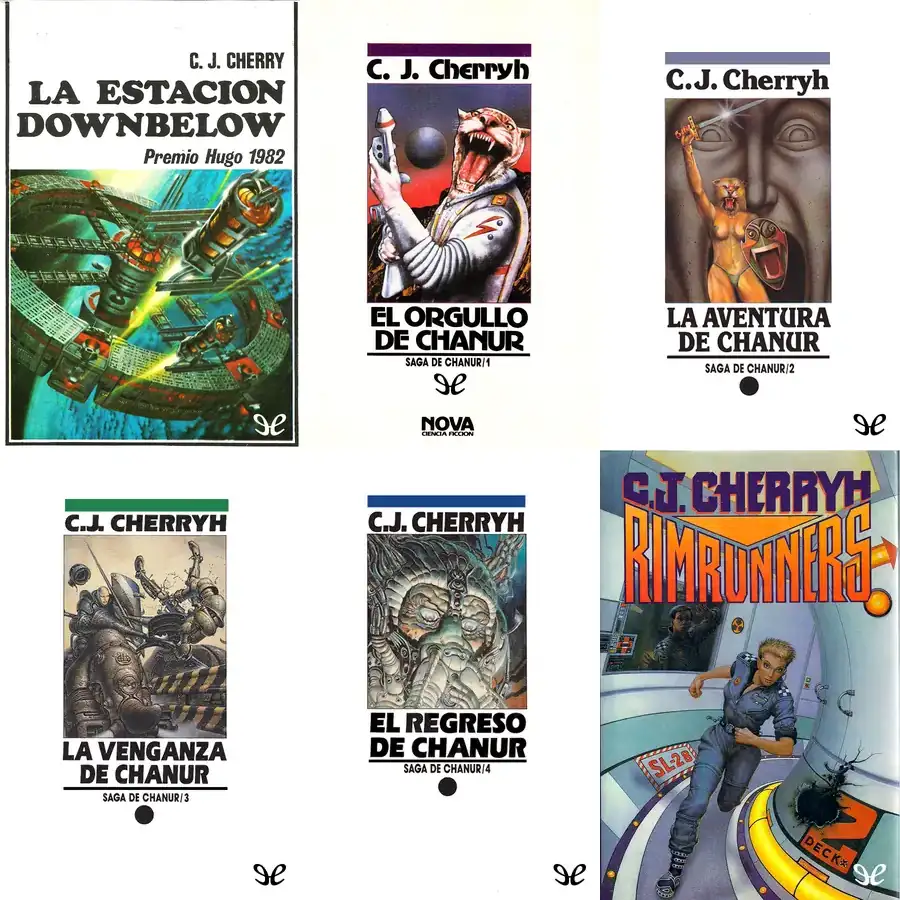 C. J. CHERRY
LA ESTACION
DOWNBELOW
Premio Hugo 1982
C. J. Cherryh
EL ORGULLO
DE CHANUR
SAGA DE CHANUR/1
NOVA
CIENCIA FICCION
C.J. Cherryh
LA AVENTURA
DE CHANUR
SAGA DE CHANUR/2
C.J. CHERRYH
LA VENGANZA
DE CHANUR
SAGA DE CHANUR/3
C.J. CHERRYH
EL REGRESO
DE CHANUR
SAGA DE CHANUR/4
C.J. CHERRYH
RIMRUNNERS
SL-28
2
DECK